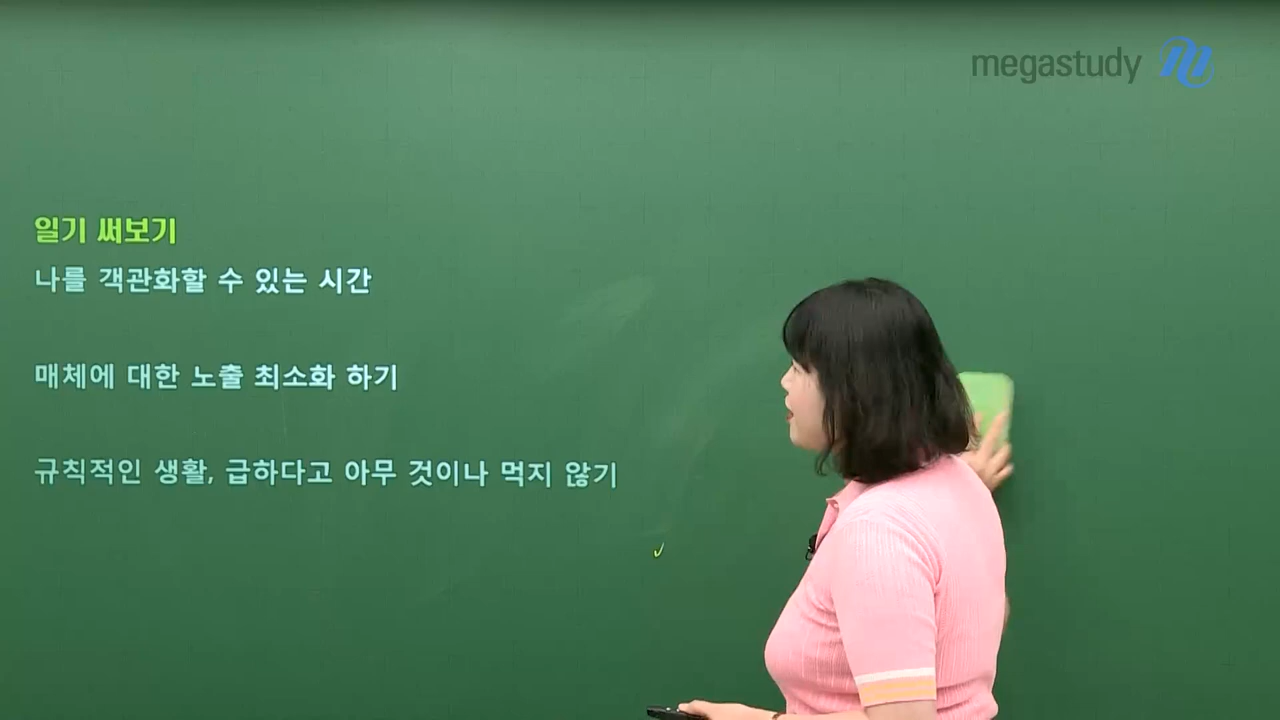 megastudy
일기 써보기
나를 객관화할 수 있는 시간
매체에 대한 노출 최소화 하기
규칙적인 생활, 급하다고 아무 것이나 먹지 않기